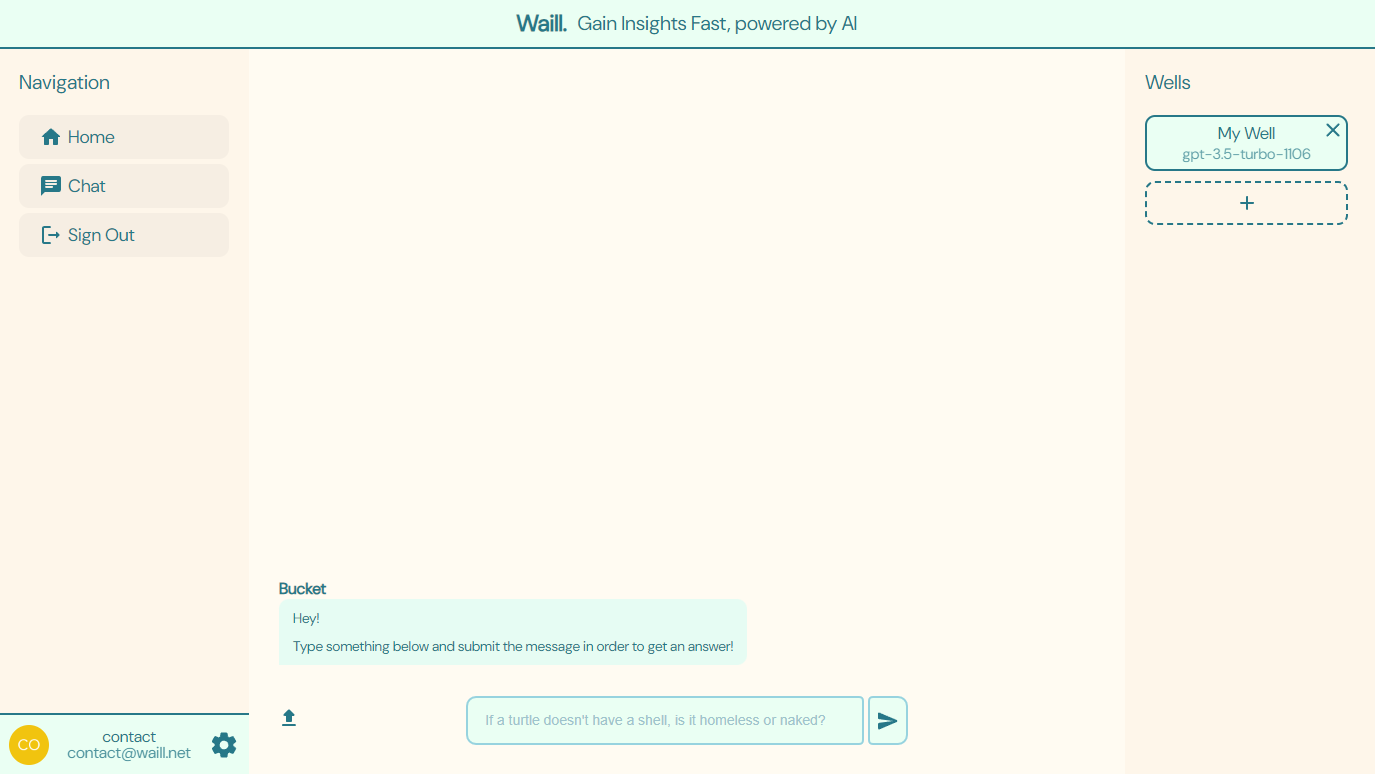 Waill. Gain Insights Fast, powered by AI
Navigation
Home
Chat
Sign Out
Wells
My Well
gpt-3.5-turbo-1106
Bucket
Hey!
Type something below and submit the message in order to get an answer!
If a turtle doesn't have a shell, is it homeless or naked?
CO
contact
contact@waill.net